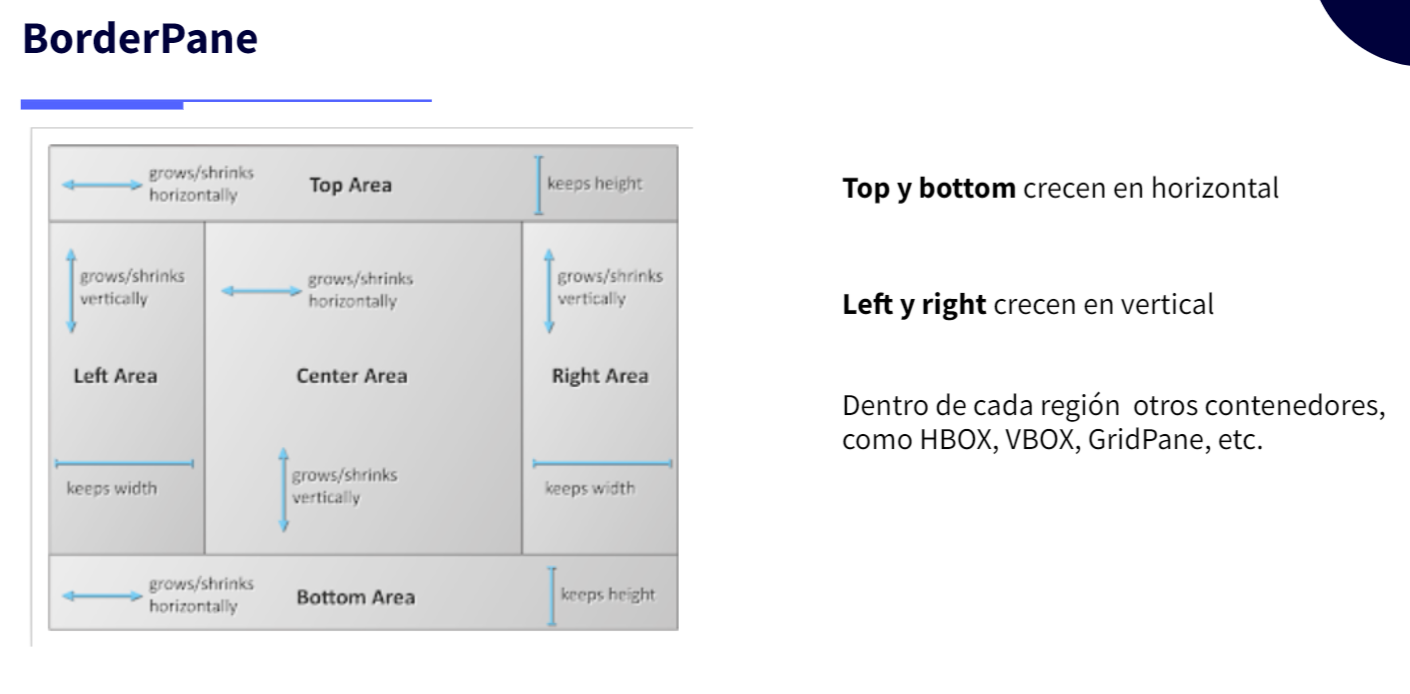 BorderPane
grows/shrinks
horizontally
Top Area
keeps height
grows/shrinks
vertically
Left Area
keeps width
grows/shrinks
horizontally
Center Area
grows/shrinks
vertically
grows/shrinks
vertically
Right Area
keeps width
grows/shrinks
horizontally
Bottom Area
keeps height
Top y bottom crecen en horizontal
Left y right crecen en vertical
Dentro de cada región otros contenedores,
como HBOX, VBOX, GridPane, etc.